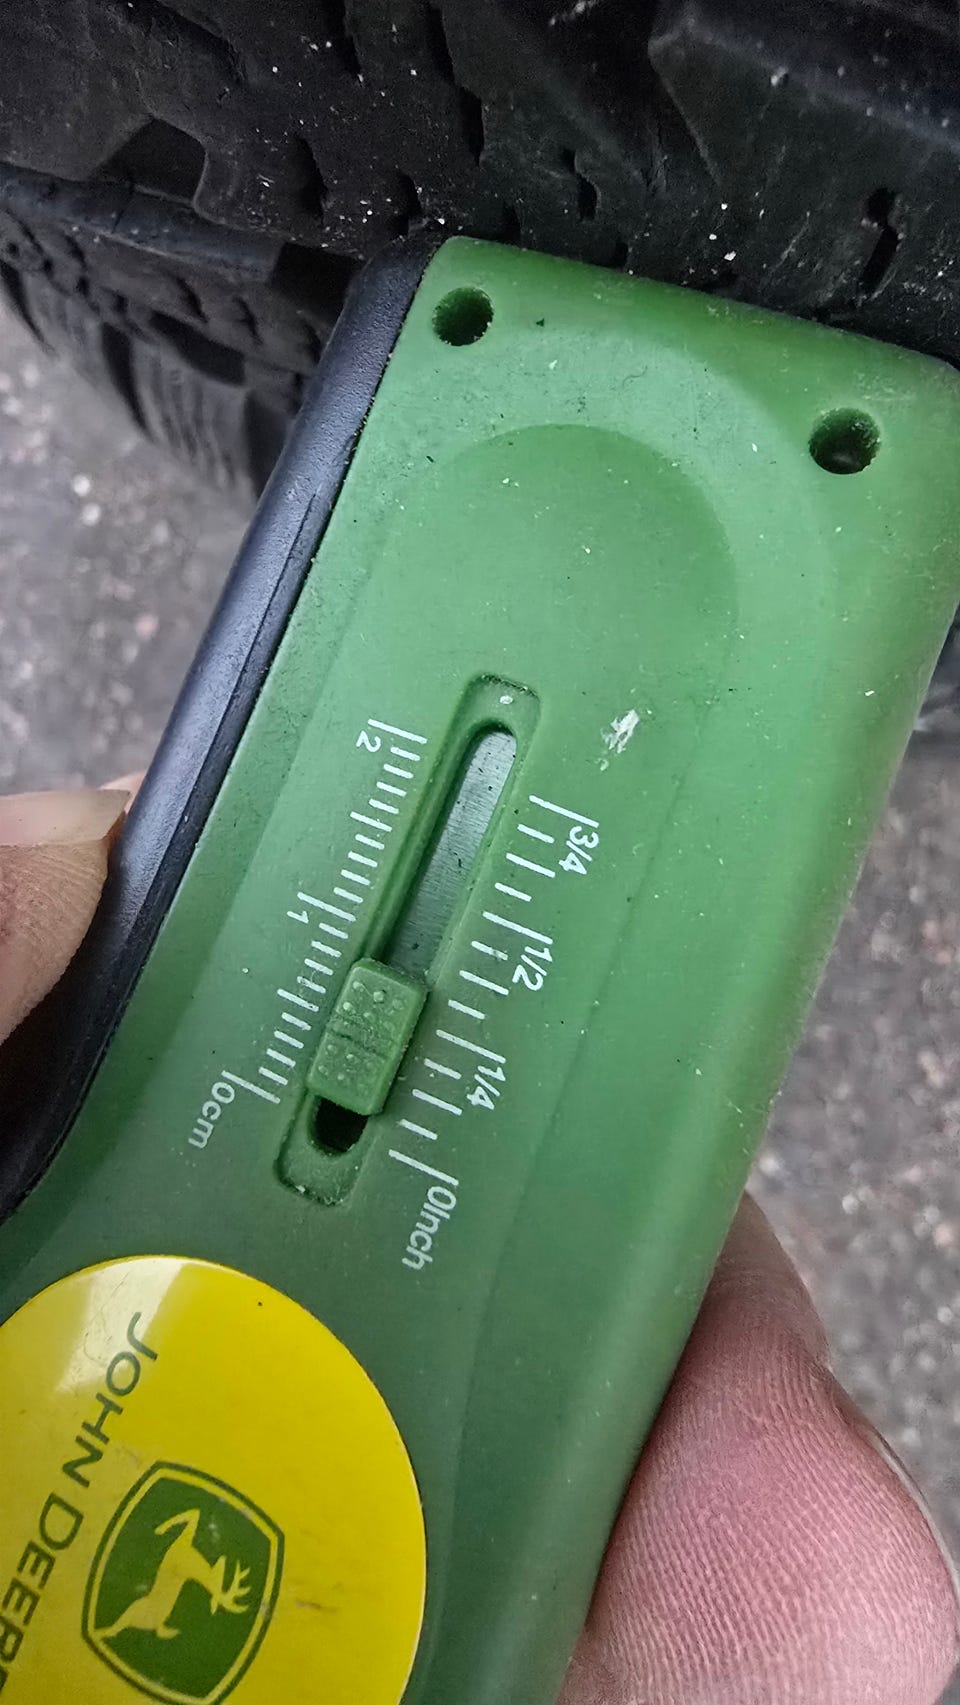 2
1
0cm
3/4
1/2
1/4
0Inch
JOHN DEERE